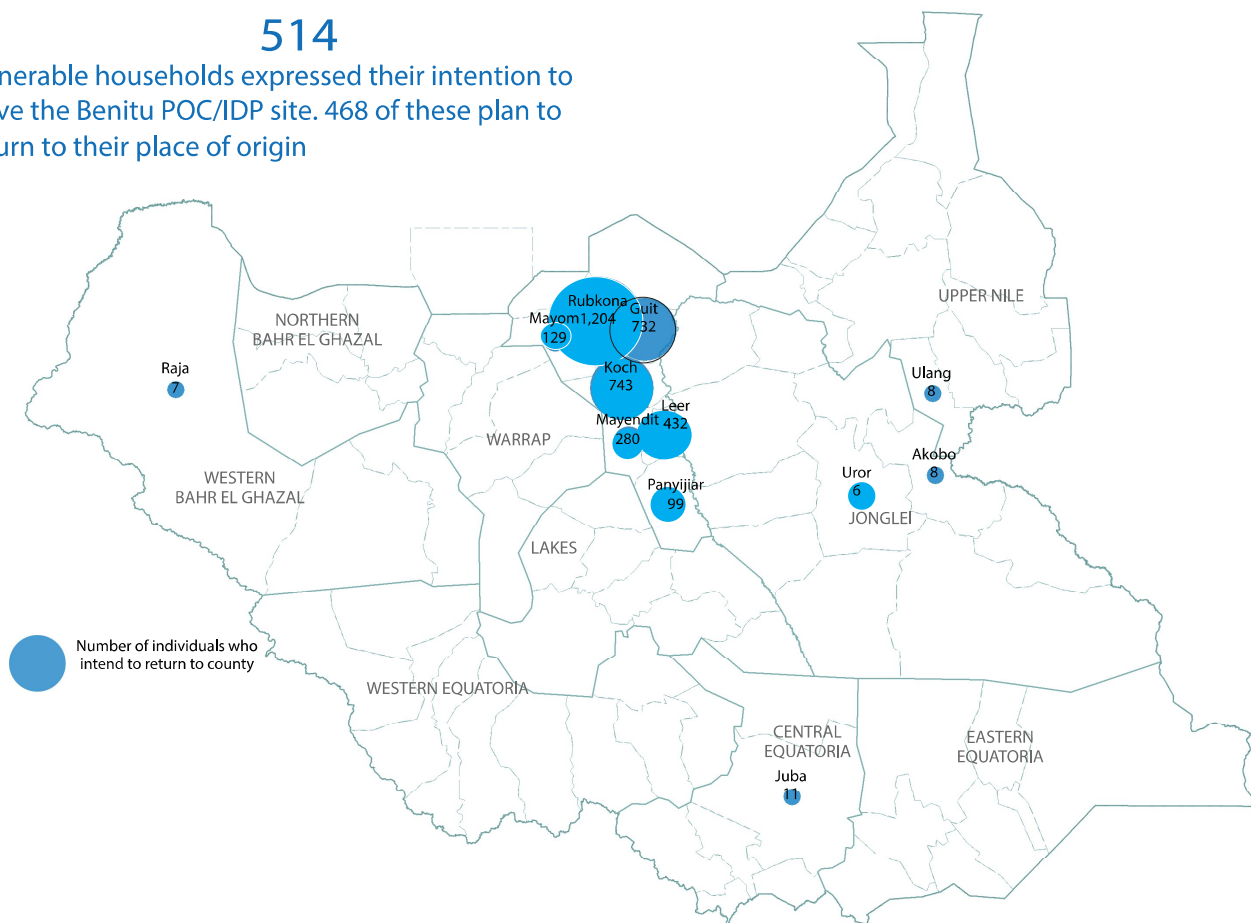 514
nerable households expressed their intention to
ve the Benitu POC/IDP site. 468 of these plan to
urn to their place of origin
UPPER NILE
NORTHERN
BAHR EL GHAZAL
Rubkona
1,204
Guit
732
Mayom
129
Raja
7
Koch
743
Ulang
8
Leer
432
Mayendit
280
WARRAP
Akobo
8
WESTERN
BAHR EL GHAZAL
Uror
6
Panyijiar
99
JONGLEI
LAKES
Number of individuals who
intend to return to county
WESTERN EQUATORIA
CENTRAL
EQUATORIA
EASTERN
EQUATORIA
Juba
11